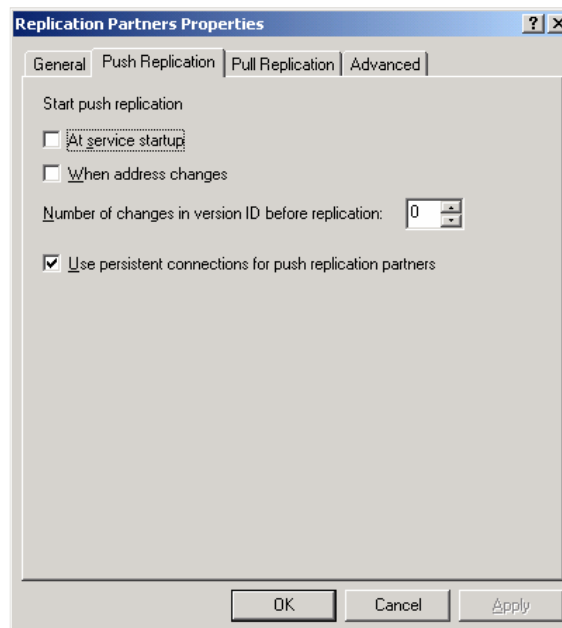 Replication Partners Properties
General Push Replication Pull Replication Advanced
Start push replication
At service startup
When address changes
Number of changes in version ID before replication: 0
Use persistent connections for push replication partners
OK Cancel Apply